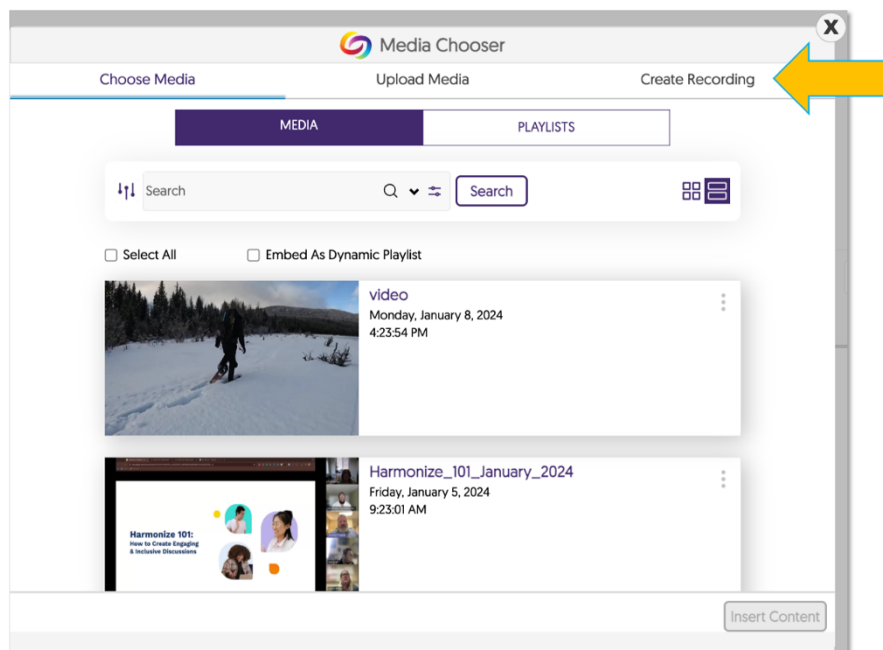 X
Media Chooser
Choose Media Upload Media Create Recording
MEDIA PLAYLISTS
Search Search
Select All Embed As Dynamic Playlist
video
Monday, January 8, 2024
4:23:54 PM
Harmonize_101_January_2024
Friday, January 5, 2024
9:23:01 AM
Harmonize 101:
How to Create Engaging
& Inclusive Discussions
Insert Content